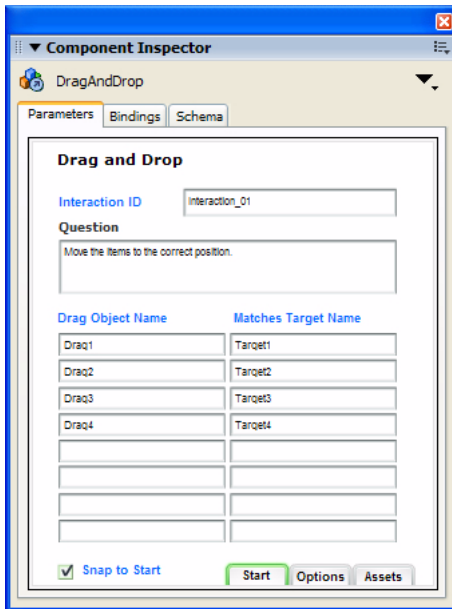 Component Inspector
DragAndDrop
Parameters Bindings Schema
Drag and Drop
Interaction ID Interaction_01
Question
Move the items to the correct position.
Drag Object Name Matches Target Name
Drag1 Target1
Drag2 Target2
Drag3 Target3
Drag4 Target4
Snap to Start Start Options Assets